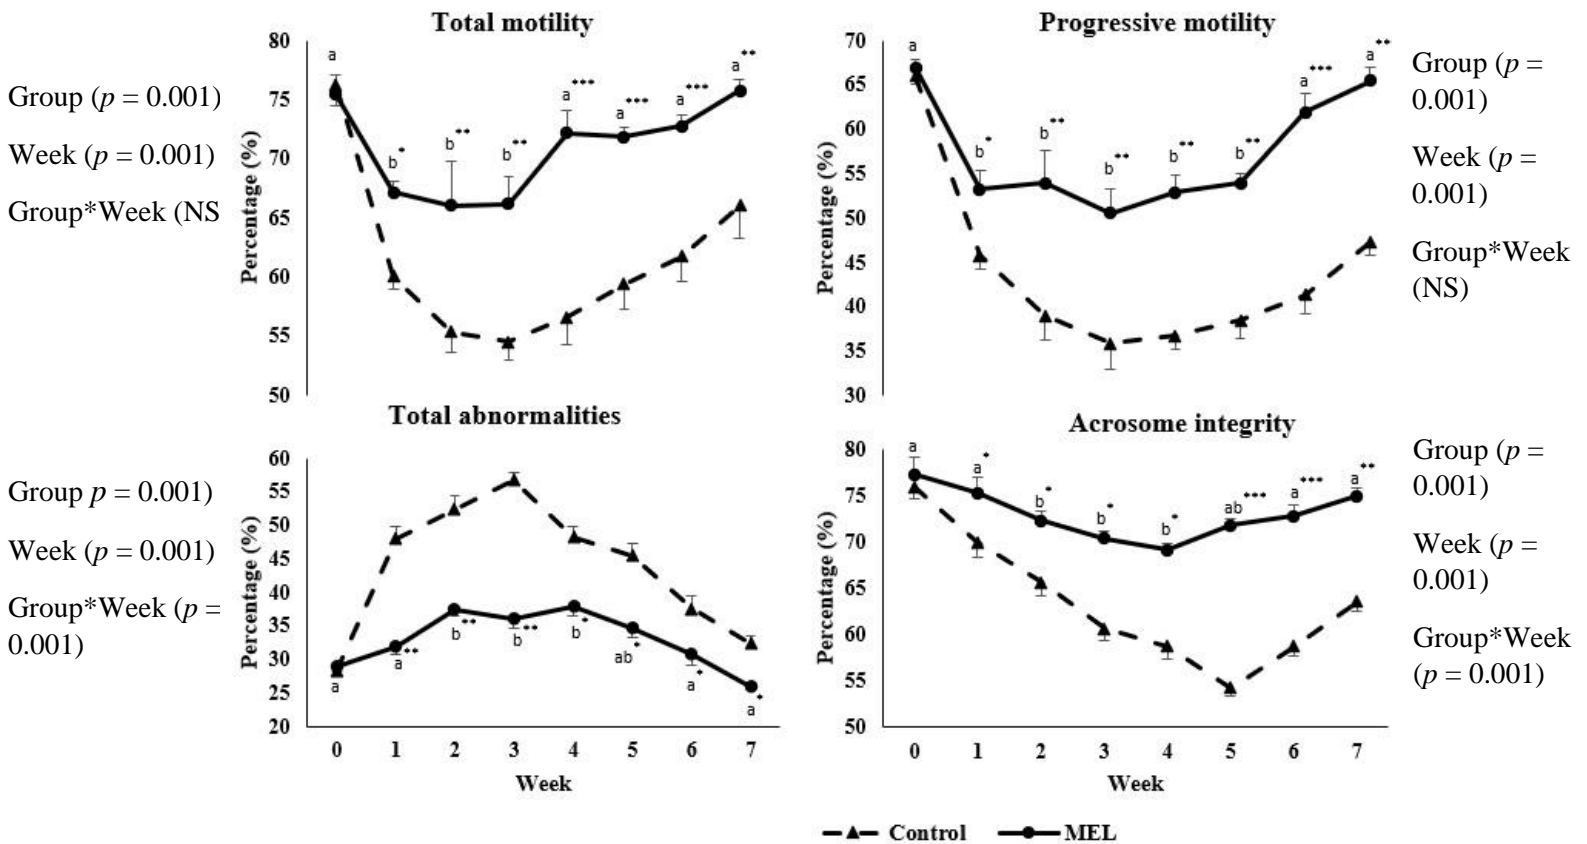 Total motility
Group (p = 0.001)
Week (p = 0.001)
Group*Week (NS
Percentage (%)
80
75
70
65
60
55
50
a
b*
b**
b**
a***
a***
a***
a**
Progressive motility
Percentage (%)
70
65
60
55
50
45
40
35
30
a
b*
b**
b**
b**
b**
a***
a**
Group (p =
0.001)
Week (p =
0.001)
Group*Week
(NS)
Total abnormalities
Group p = 0.001)
Week (p = 0.001)
Group*Week (p =
0.001)
Percentage (%)
60
55
50
45
40
35
30
25
20
a
a**
b**
b**
b*
ab*
a*
a*
0 1 2 3 4 5 6 7
Week
Acrosome integrity
Percentage (%)
80
75
70
65
60
55
50
a
a*
b*
b*
b*
ab***
a***
a**
0 1 2 3 4 5 6 7
Week
Group (p =
0.001)
Week (p =
0.001)
Group*Week
(p = 0.001)
Control MEL